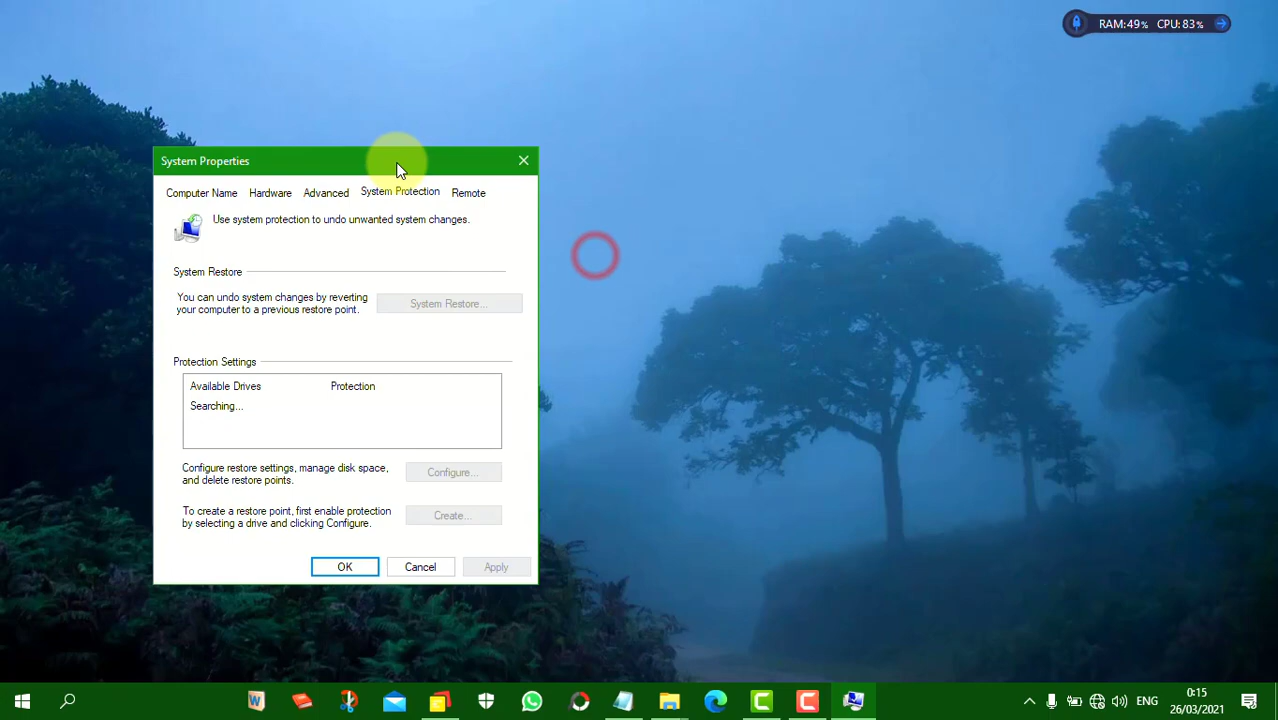 RAM:49% CPU:83%
System Properties
Computer Name Hardware Advanced System Protection Remote
Use system protection to undo unwanted system changes.
System Restore
You can undo system changes by reverting
your computer to a previous restore point.
System Restore...
Protection Settings
Available Drives Protection
Searching...
Configure restore settings, manage disk space,
and delete restore points.
Configure...
To create a restore point, first enable protection
by selecting a drive and clicking Configure.
Create...
OK Cancel Apply
ENG
0:15
26/03/2021